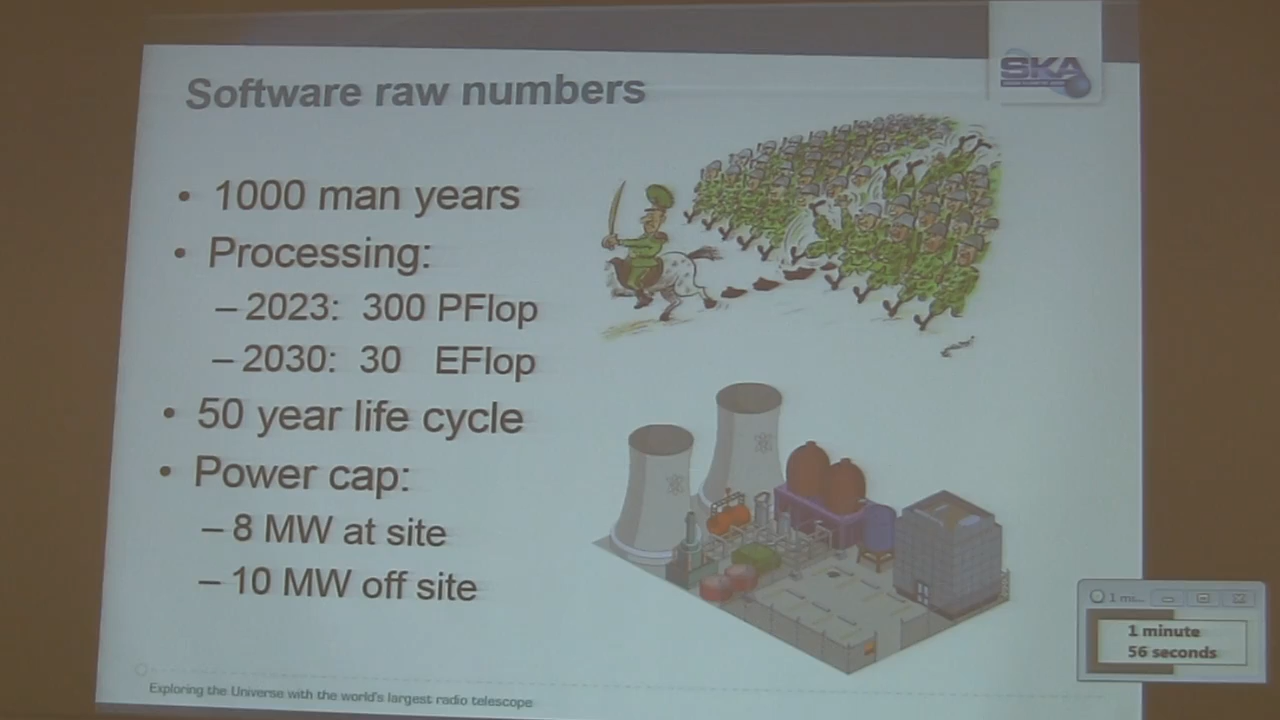 Software raw numbers
SKA
• 1000 man years
• Processing:
– 2023: 300 PFlop
– 2030: 30 EFlop
• 50 year life cycle
• Power cap:
– 8 MW at site
– 10 MW off site
Exploring the Universe with the world's largest radio telescope
1 mi...
1 minute
56 seconds